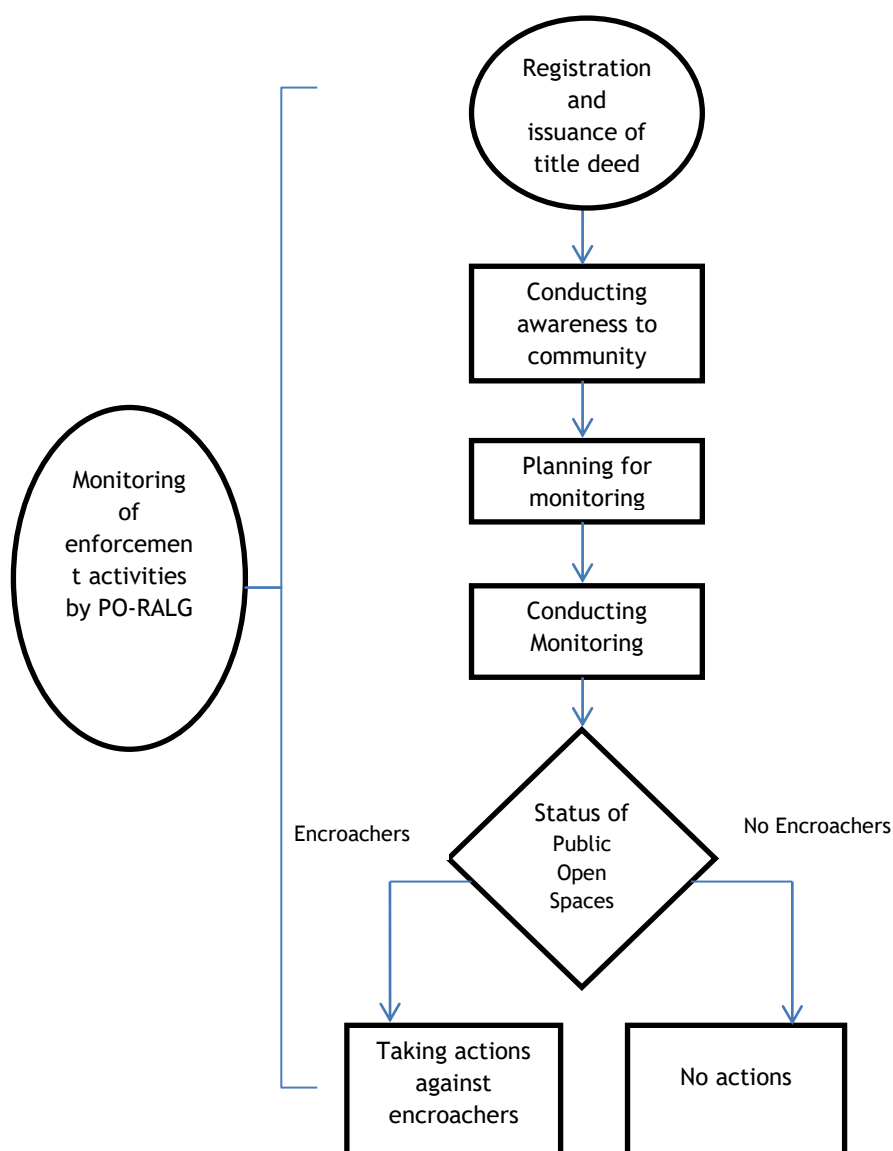 Registration
and
issuance of
title deed
Conducting
awareness to
community
Planning for
monitoring
Conducting
Monitoring
Monitoring
of
enforcemen
t activities
by PO-RALG
Status of
Public
Open
Spaces
Encroachers
No Encroachers
Taking actions
against
encroachers
No actions